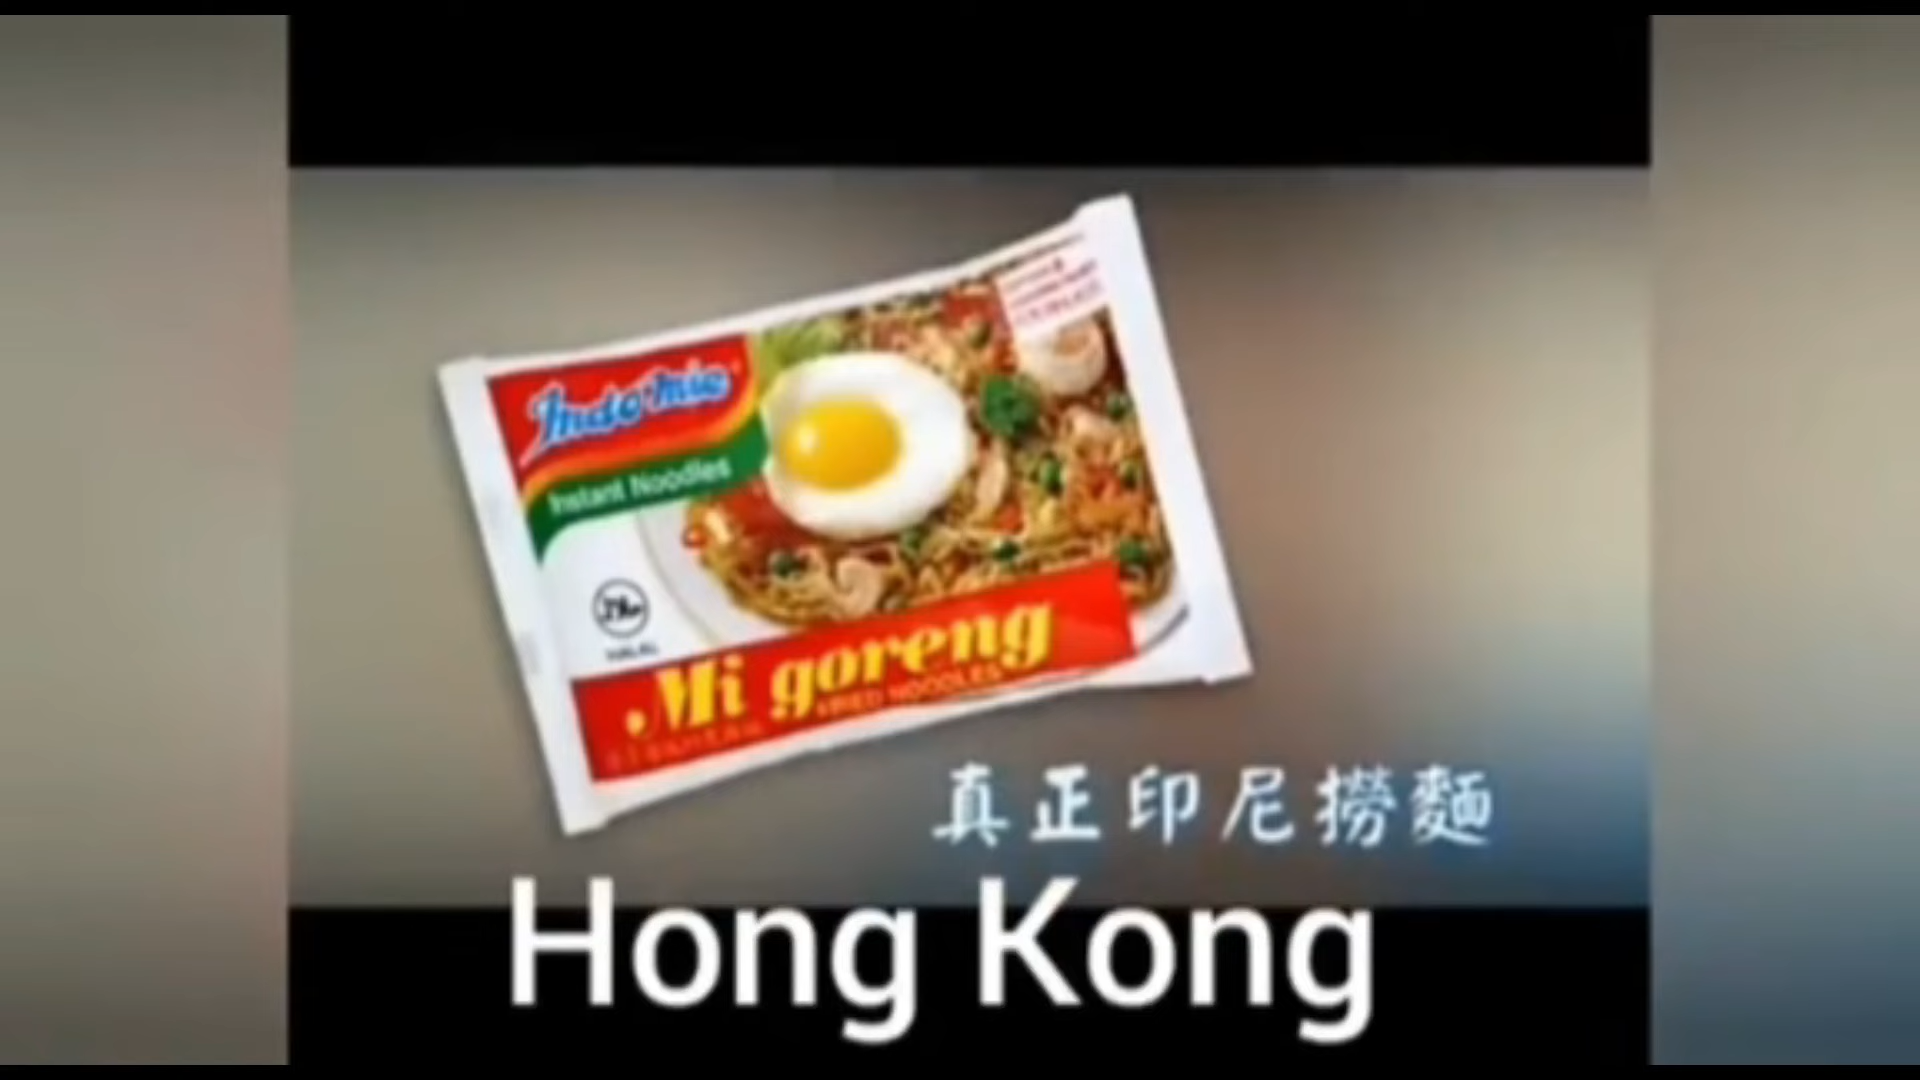 Indomie
Instant Noodles
HALAL
Mi goreng
FRIED NOODLES
真正印尼撈麵
Hong Kong